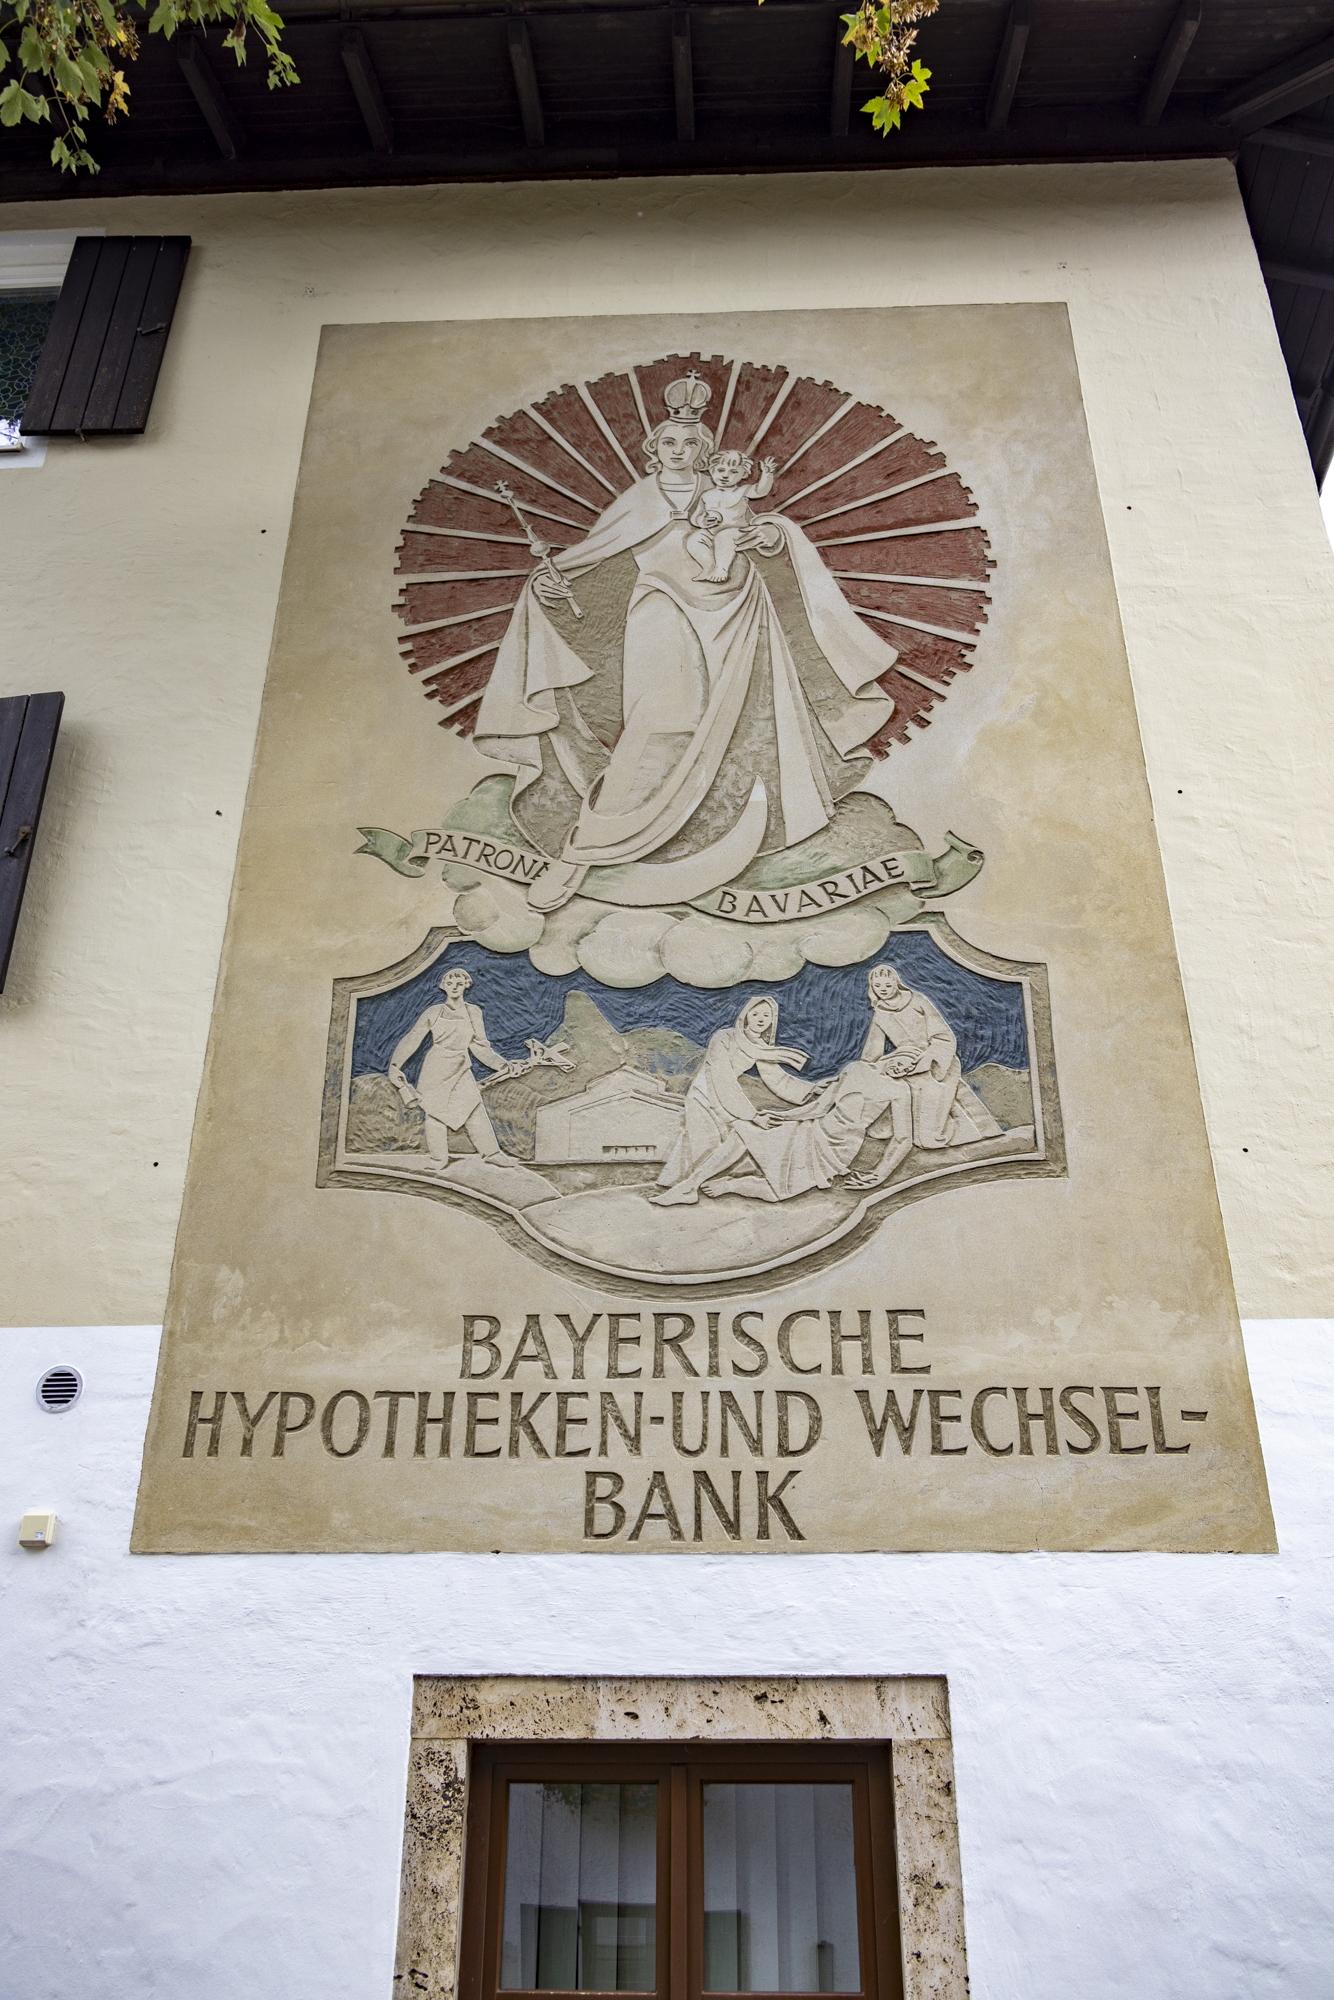 PATRONA
BAVARIAE
BAYERISCHE
HYPOTHEKEN-UND WECHSEL-
BANK